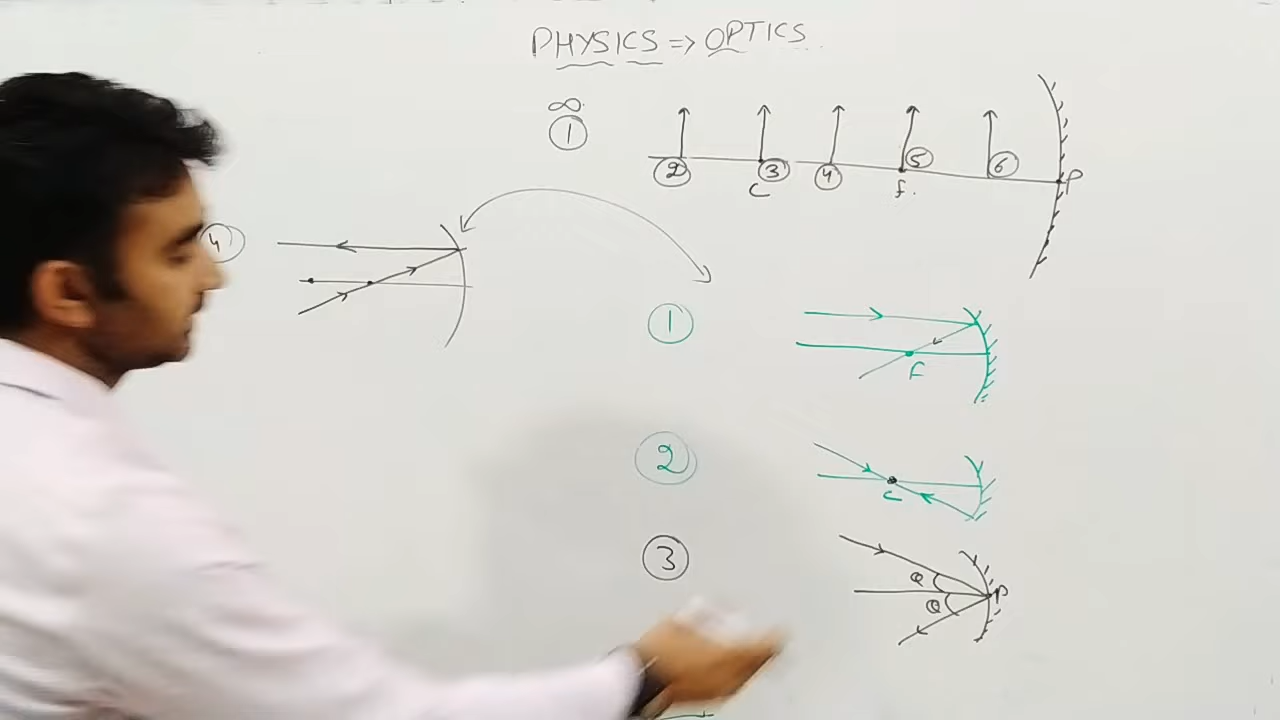 PHYSICS ⇒ OPTICS
∞
1
2 3 4 5 6
C f. P
4
1
F
2
C
3
θ
θ
P